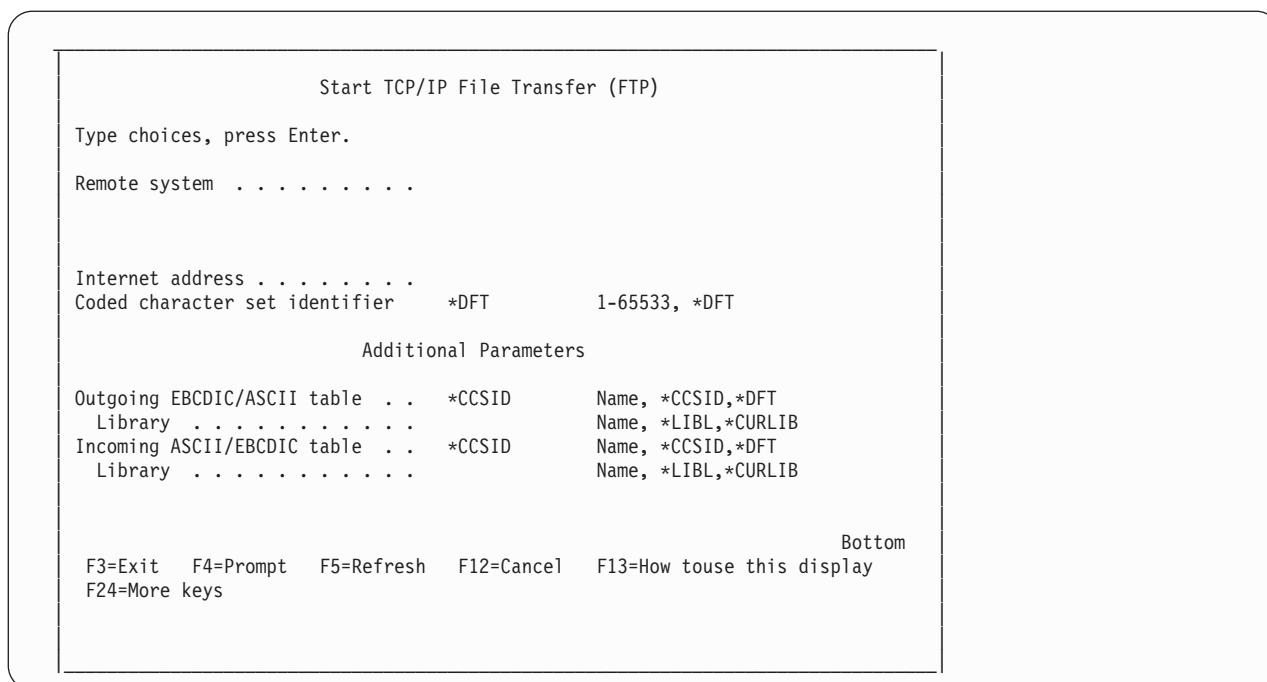 Start TCP/IP File Transfer (FTP)
Type choices, press Enter.
Remote system . . . . . . . . .
Internet address . . . . . . . .
Coded character set identifier *DFT 1-65533, *DFT
Additional Parameters
Outgoing EBCDIC/ASCII table . . *CCSID Name, *CCSID,*DFT
Library . . . . . . . . . . . Name, *LIBL,*CURLIB
Incoming ASCII/EBCDIC table . . *CCSID Name, *CCSID,*DFT
Library . . . . . . . . . . . Name, *LIBL,*CURLIB
Bottom
F3=Exit F4=Prompt F5=Refresh F12=Cancel F13=How touse this display
F24=More keys